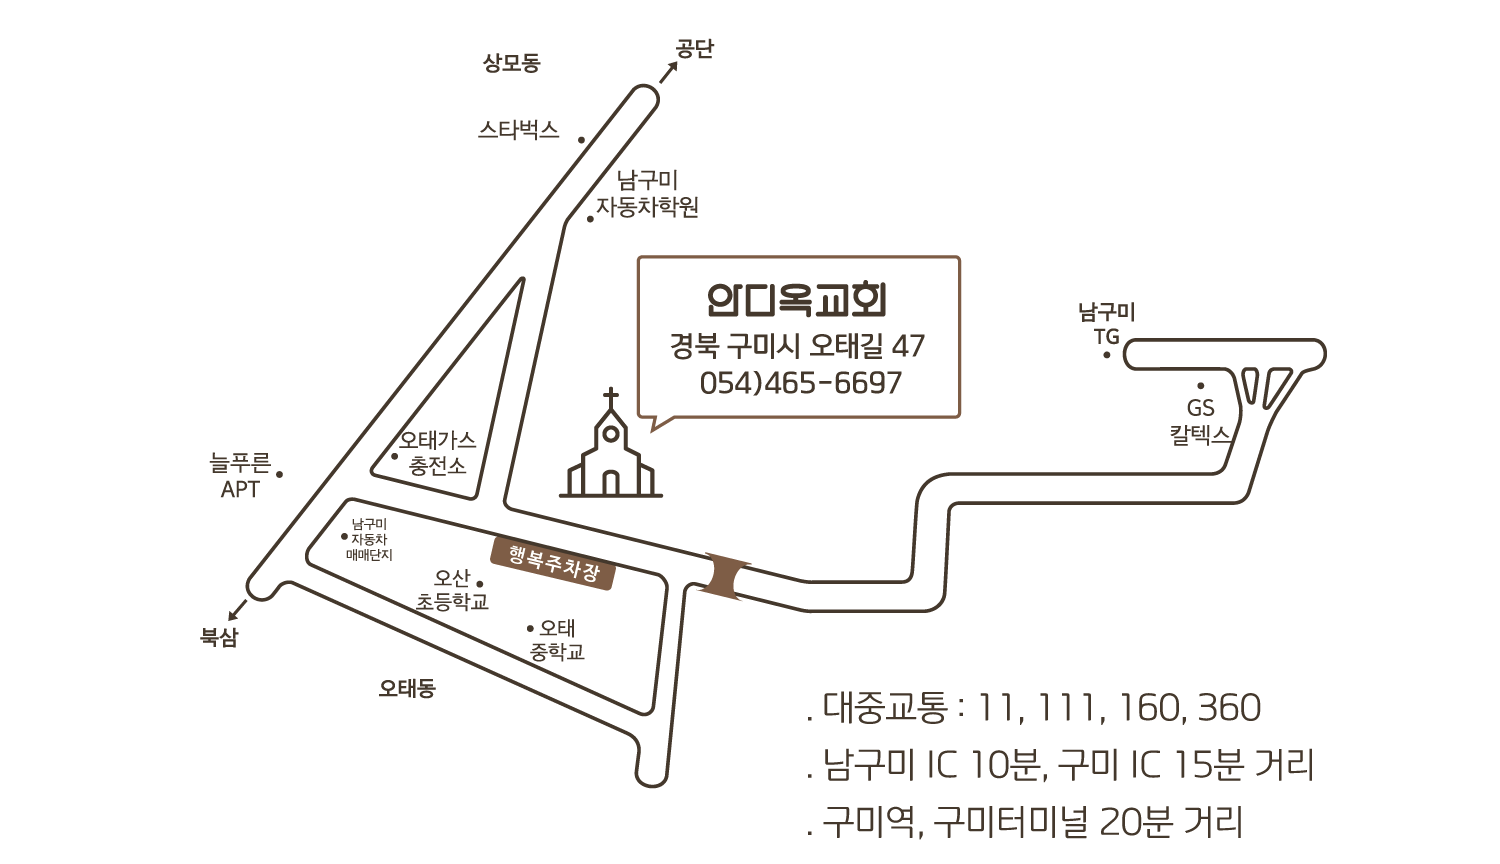 상모동
공단
스타벅스
남구미
자동차학원
안디옥교회
경북 구미시 오태길 47
054)465-6697
남구미
TG
GS
칼텍스
오태가스
충전소
늘푸른
APT
남구미
자동차
매매단지
행복주차장
오산
초등학교
오태
중학교
북삼
오태동
. 대중교통 : 11, 111, 160, 360
. 남구미 IC 10분, 구미 IC 15분 거리
. 구미역, 구미터미널 20분 거리